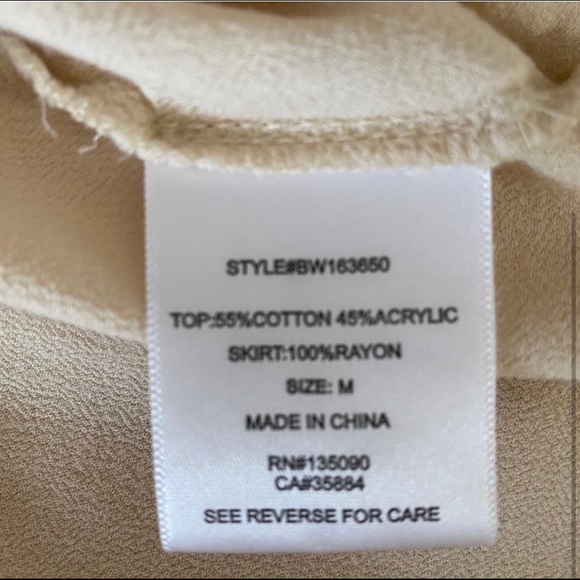 STYLE#BW163650
TOP:55%COTTON 45%ACRYLIC
SKIRT:100%RAYON
SIZE: M
MADE IN CHINA
RN#135090
CA#35884
SEE REVERSE FOR CARE